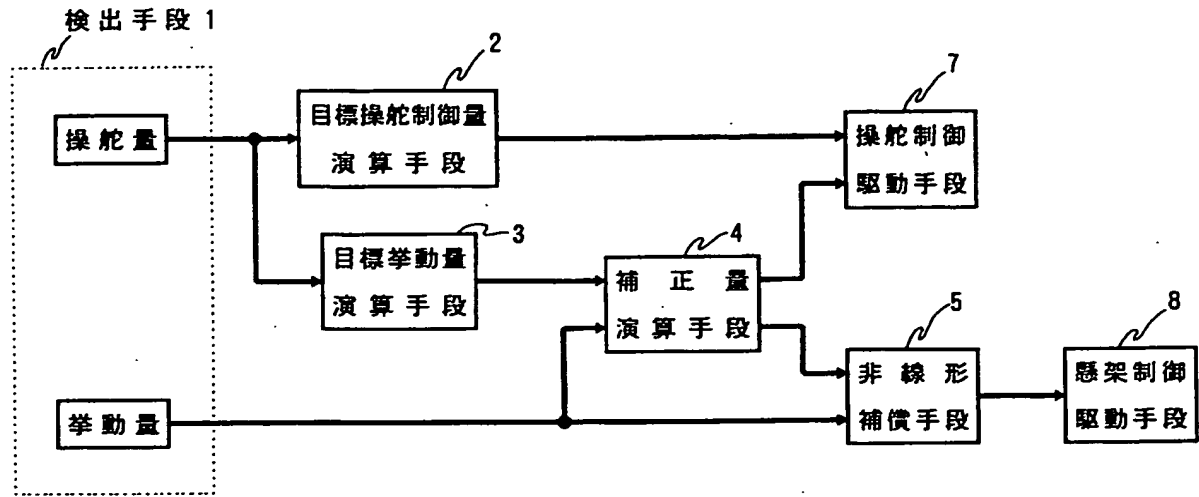 検出手段 1
2
7
操舵量
目標操舵制御量
演算手段
操舵制御
駆動手段
3
4
目標挙動量
演算手段
補正量
演算手段
5
8
挙動量
非線形
補償手段
懸架制御
駆動手段